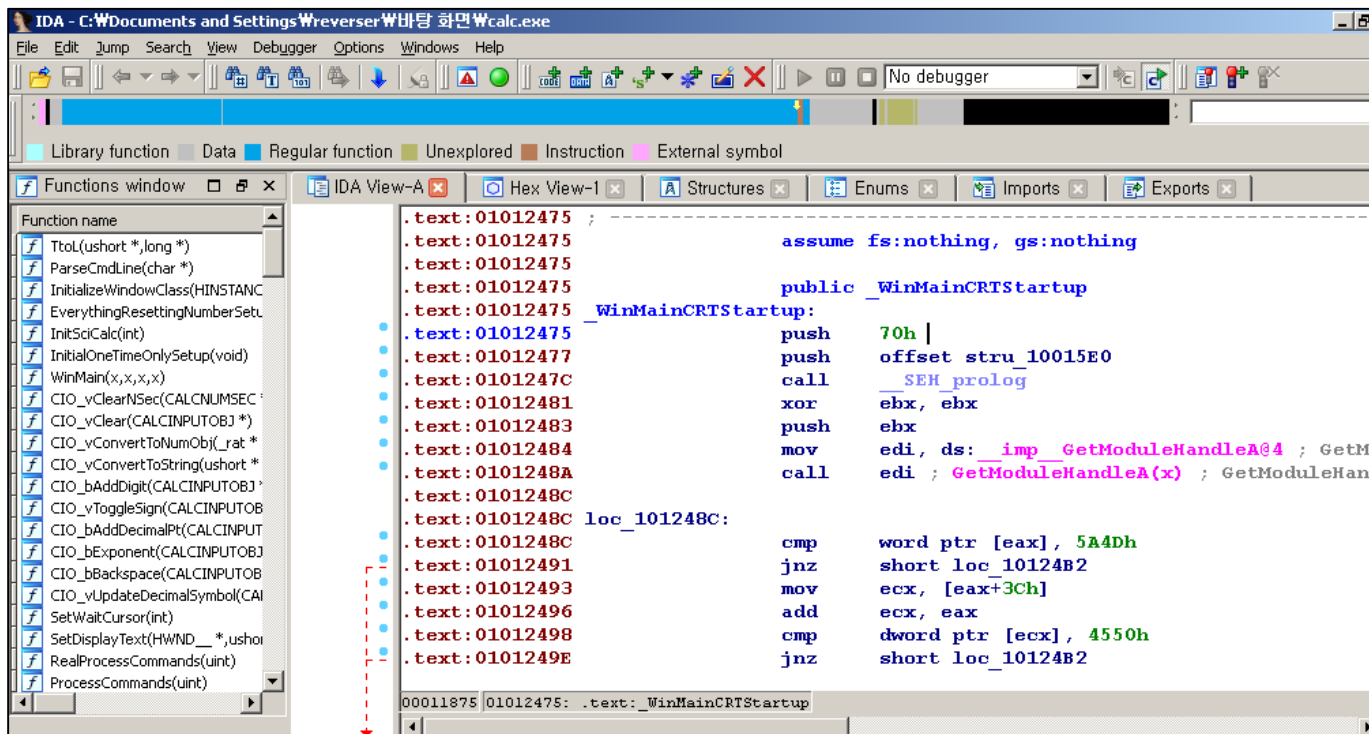 IDA - C:₩Documents and Settings₩reverser₩바탕 화면₩calc.exe
File Edit Jump Search View Debugger Options Windows Help
No debugger
Library function Data Regular function Unexplored Instruction External symbol
Functions window
IDA View-A Hex View-1 Structures Enums Imports Exports
Function name
TtoL(ushort *,long *)
ParseCmdLine(char *)
InitializeWindowClass(HINSTANC
EverythingResettingNumberSetu
InitSciCalc(int)
InitialOneTimeOnlySetup(void)
WinMain(x,x,x,x)
CIO_vClearNSec(CALCNUMSEC *
CIO_vClear(CALCINPUTOBJ *)
CIO_vConvertToNumObj(_rat *
CIO_vConvertToString(ushort *
CIO_bAddDigit(CALCINPUTOBJ *
CIO_vToggleSign(CALCINPUTOB
CIO_bAddDecimalPt(CALCINPUT
CIO_bExponent(CALCINPUTOBJ
CIO_bBackspace(CALCINPUTOB
CIO_vUpdateDecimalSymbol(CAL
SetWaitCursor(int)
SetDisplayText(HWND__ *,ushor
RealProcessCommands(uint)
ProcessCommands(uint)
.text:01012475 ; ---------------------------------------------------------------------------
.text:01012475 assume fs:nothing, gs:nothing
.text:01012475
.text:01012475 public _WinMainCRTStartup
.text:01012475 _WinMainCRTStartup:
.text:01012475 push 70h
.text:01012477 push offset stru_10015E0
.text:0101247C call __SEH_prolog
.text:01012481 xor ebx, ebx
.text:01012483 push ebx
.text:01012484 mov edi, ds:__imp__GetModuleHandleA@4 ; GetM
.text:0101248A call edi ; GetModuleHandleA(x) ; GetModuleHan
.text:0101248C
.text:0101248C loc_101248C:
.text:0101248C cmp word ptr [eax], 5A4Dh
.text:01012491 jnz short loc_10124B2
.text:01012493 mov ecx, [eax+3Ch]
.text:01012496 add ecx, eax
.text:01012498 cmp dword ptr [ecx], 4550h
.text:0101249E jnz short loc_10124B2
00011875 01012475: .text:_WinMainCRTStartup